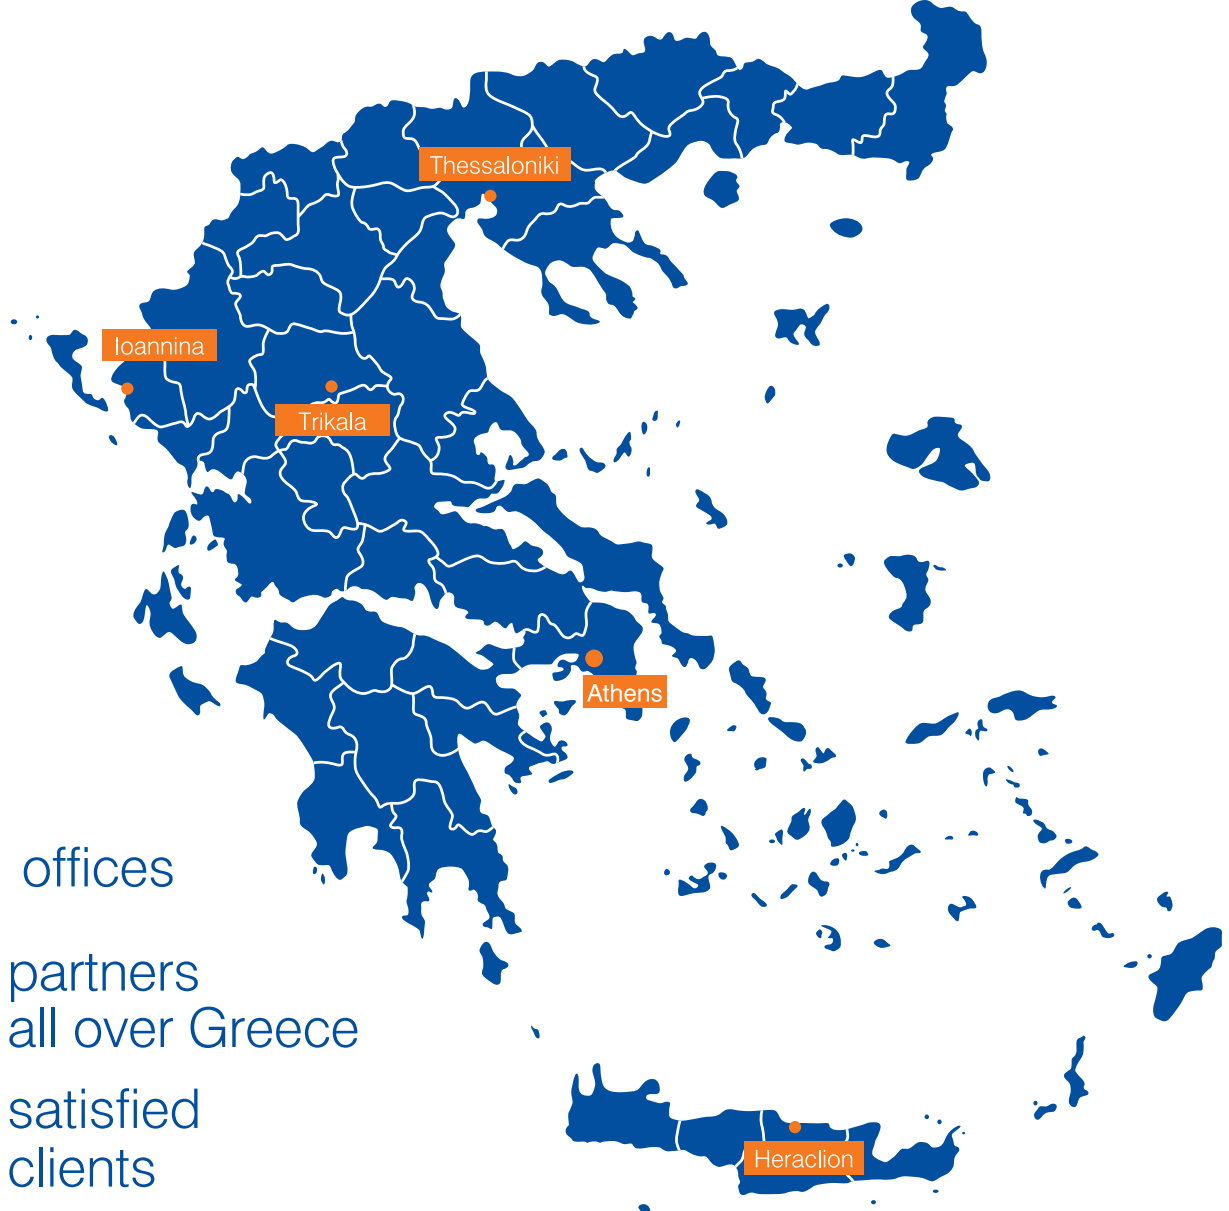 Thessaloniki
Ioannina
Trikala
Athens
offices
partners
all over Greece
satisfied
clients
Heraclion